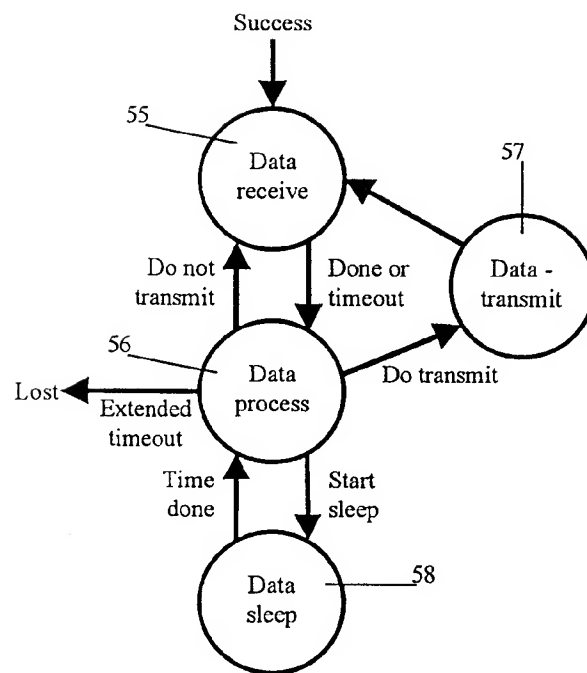 Success
55
Data
receive
57
Data -
transmit
Do not
transmit
Done or
timeout
56
Data
process
Do transmit
Lost
Extended
timeout
Time
done
Start
sleep
Data
sleep
58